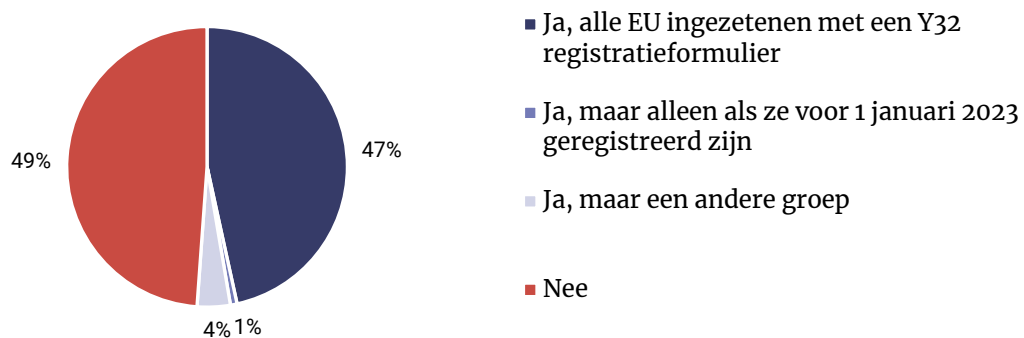 Ja, alle EU ingezetenen met een Y32
registratieformulier
Ja, maar alleen als ze voor 1 januari 2023
geregistreerd zijn
Ja, maar een andere groep
Nee
49%
47%
4%
1%